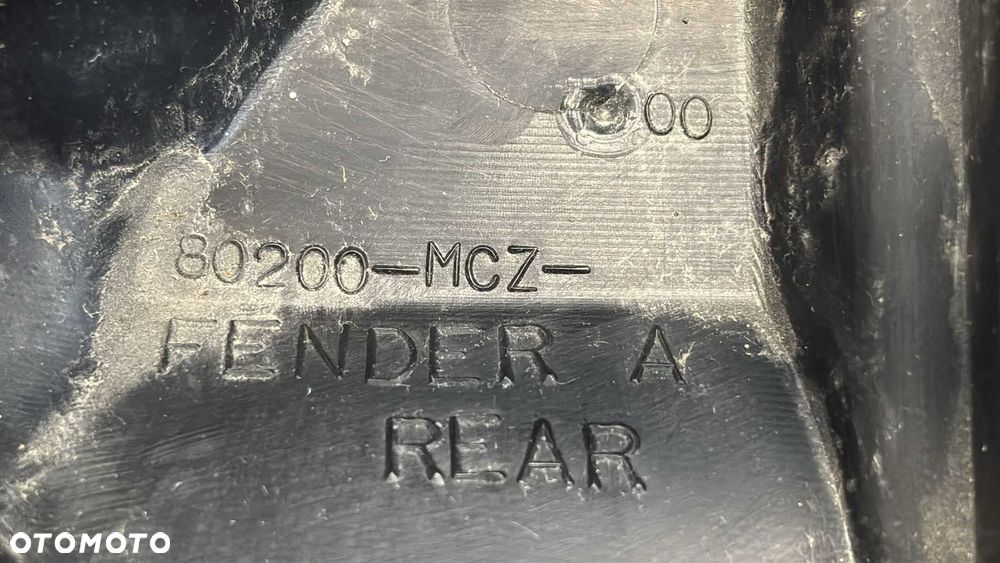 00
80200-MCZ-
FENDER A
REAR
OTOMOTO